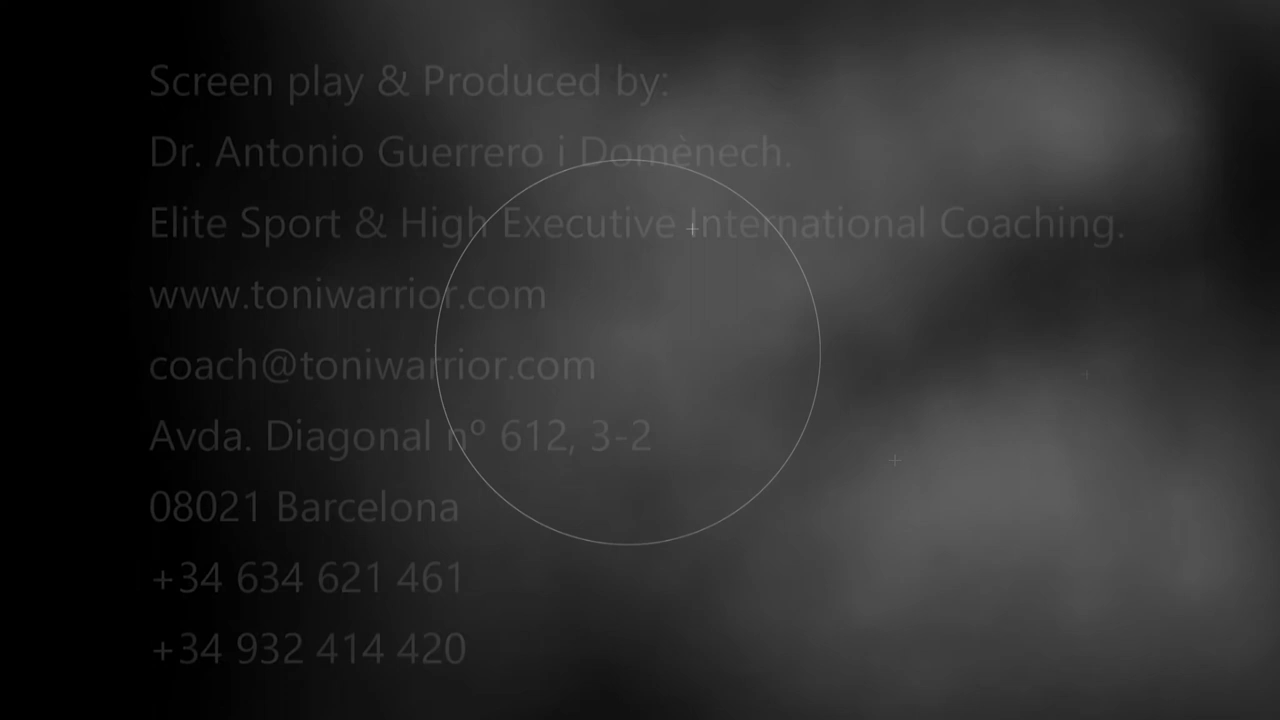 Screen play & Produced by:
Dr. Antonio Guerrero i Domènech.
Elite Sport & High Executive International Coaching.
www.toniwarrior.com
coach@toniwarrior.com
Avda. Diagonal nº 612, 3-2
08021 Barcelona
+34 634 621 461
+34 932 414 420